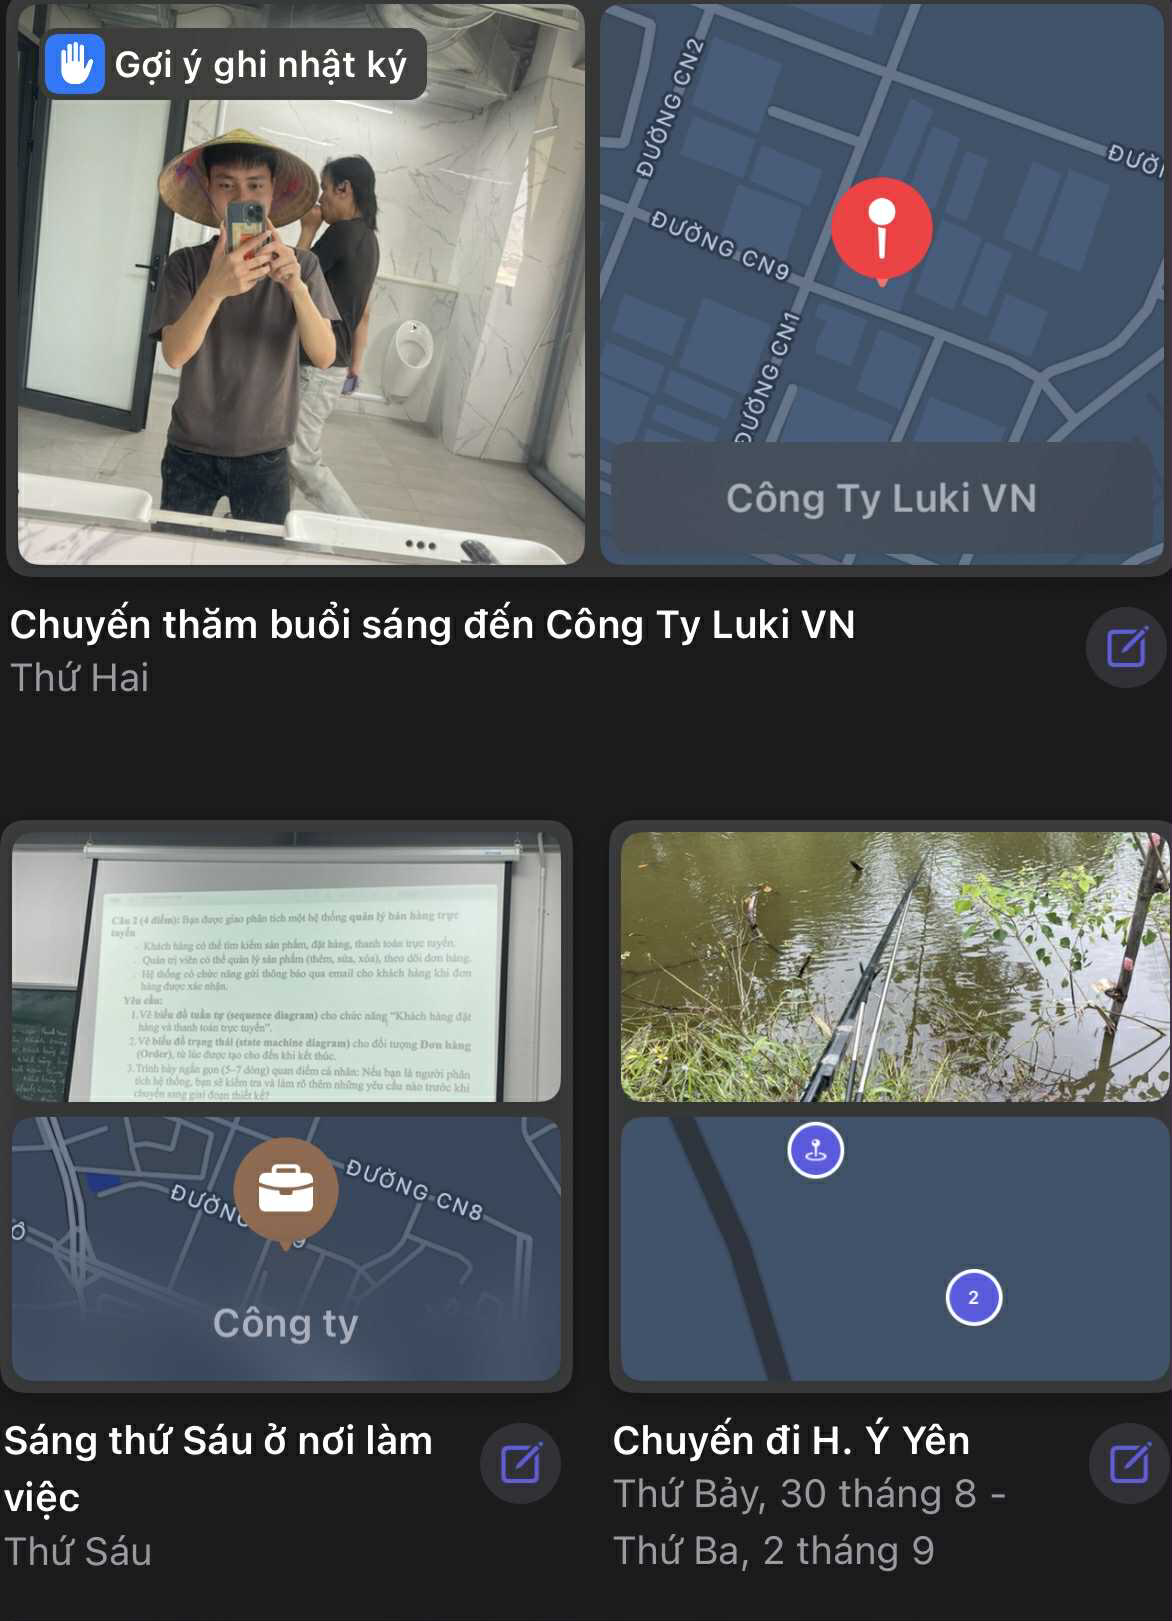 Gợi ý ghi nhật ký
ĐƯỜNG CN2
ĐƯỜNG CN9
ĐƯỜNG CN1
Công Ty Luki VN
Chuyến thăm buổi sáng đến Công Ty Luki VN
Thứ Hai
Câu 2 (4 điểm): Bạn được giao phân tích một hệ thống quản lý bán hàng trực
tuyến
- Khách hàng có thể tìm kiếm sản phẩm, đặt hàng, thanh toán trực tuyến.
- Quản trị viên có thể quản lý sản phẩm (thêm, sửa, xóa), theo dõi đơn hàng.
- Hệ thống có chức năng gửi thông báo qua email cho khách hàng khi đơn
hàng được xác nhận.
Yêu cầu:
1. Vẽ biểu đồ tuần tự (sequence diagram) cho chức năng "Khách hàng đặt
hàng và thanh toán trực tuyến".
2. Vẽ biểu đồ trạng thái (state machine diagram) cho đối tượng Đơn hàng
(Order), từ lúc được tạo cho đến khi kết thúc.
3. Trình bày ngắn gọn (5–7 dòng) quan điểm cá nhân: Nếu bạn là người phân
tích hệ thống, bạn sẽ kiểm tra và làm rõ thêm những yêu cầu nào trước khi
chuyển sang giai đoạn thiết kế?
ĐƯỜNG CN8
Công ty
2
Sáng thứ Sáu ở nơi làm
việc
Thứ Sáu
Chuyến đi H. Ý Yên
Thứ Bảy, 30 tháng 8 -
Thứ Ba, 2 tháng 9